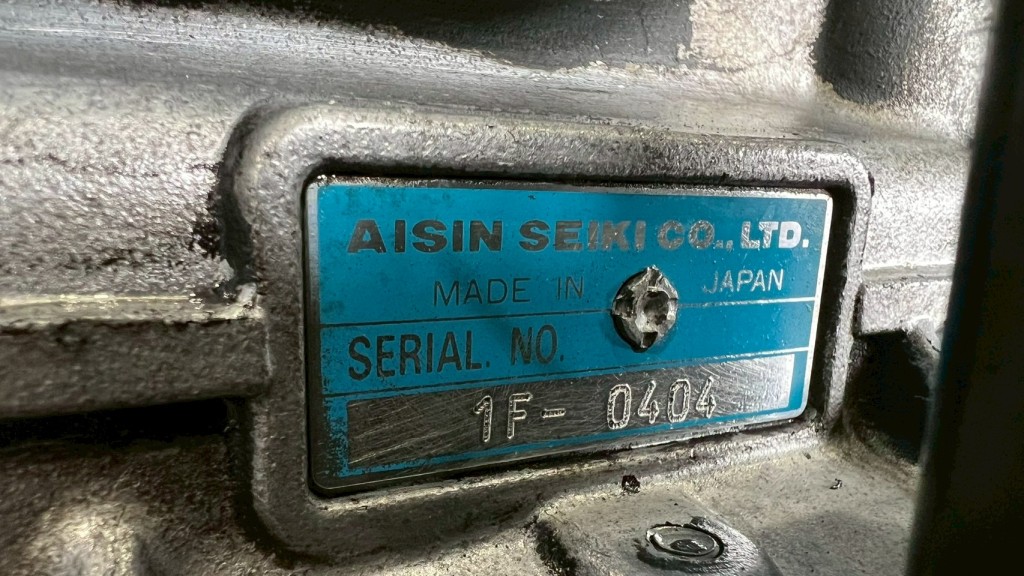 AISIN SEIKI CO., LTD.
MADE IN JAPAN
SERIAL. NO.
1F- 0404